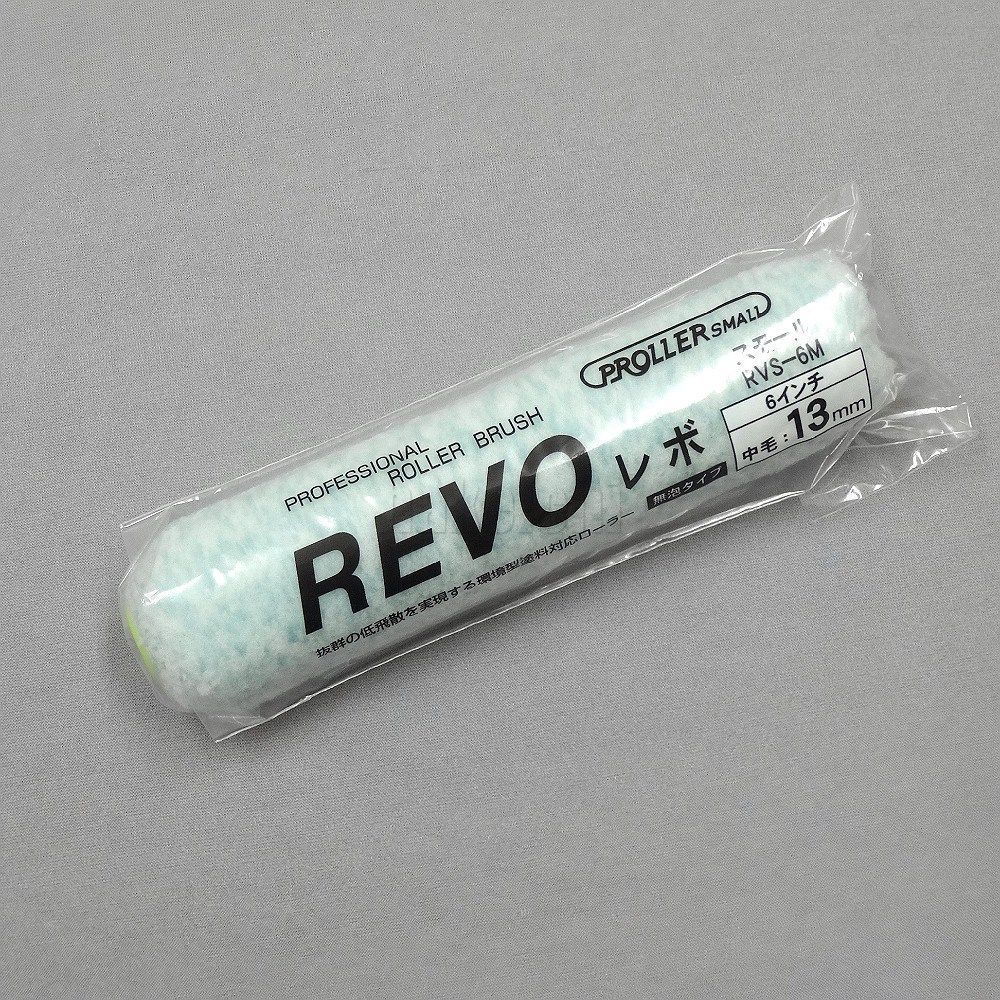 PROLLER SMALL
スモール
RVS-6M
6インチ
中毛:13mm
PROFESSIONAL
ROLLER BRUSH
REVO レボ
無泡タイプ
抜群の低飛散を実現する環境型塗料対応ローラー